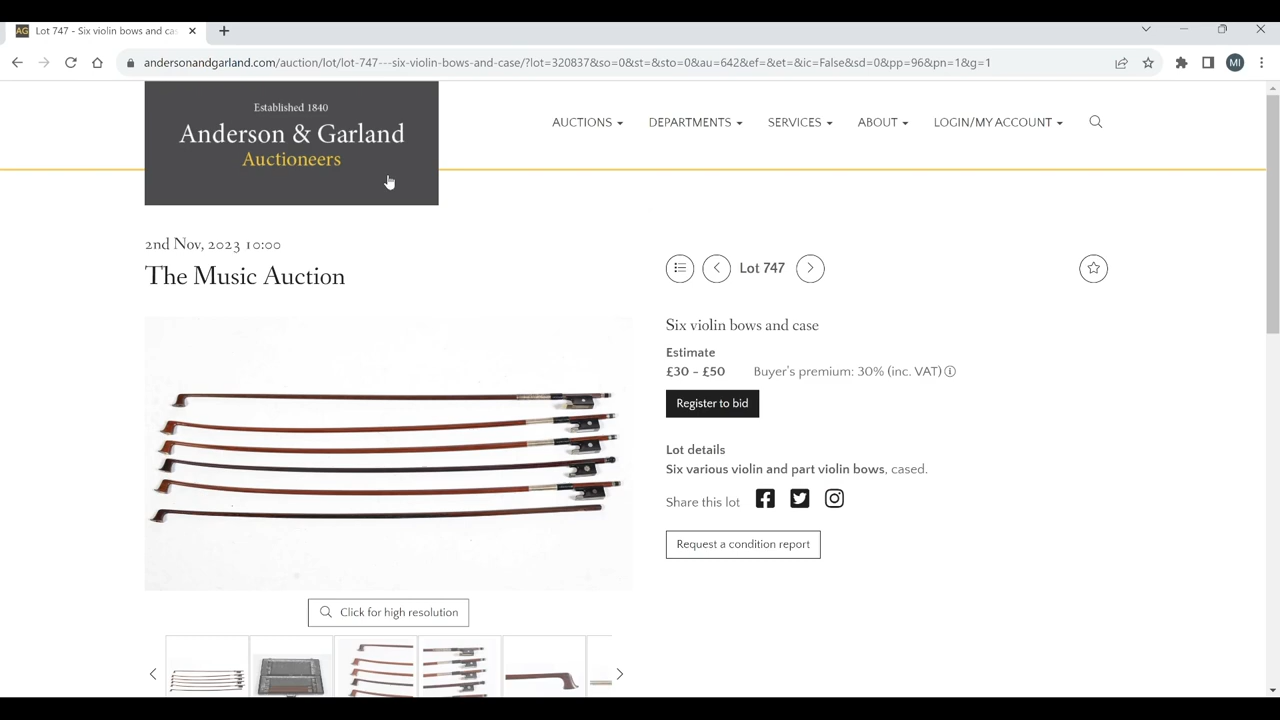 Lot 747 - Six violin bows and cas
andersonandgarland.com/auction/lot/lot-747---six-violin-bows-and-case/?lot=320837&so=0&st=&sto=0&au=642&ef=&et=&ic=False&sd=0&pp=96&pn=1&g=1
MI
Established 1840
Anderson & Garland
Auctioneers
AUCTIONS
DEPARTMENTS
SERVICES
ABOUT
LOGIN/MY ACCOUNT
2nd Nov, 2023 10:00
The Music Auction
Lot 747
Six violin bows and case
Estimate
£30 - £50 Buyer's premium: 30% (inc. VAT)
Register to bid
Lot details
Six various violin and part violin bows, cased.
Share this lot
Request a condition report
Click for high resolution